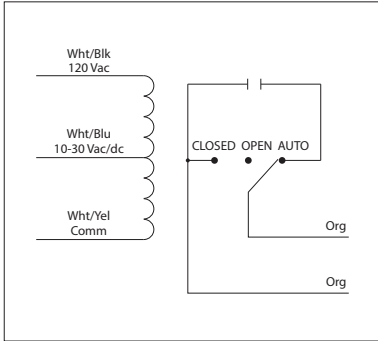 Wht/Blk
120 Vac
Wht/Blu
10-30 Vac/dc
CLOSED OPEN AUTO
Wht/Yel
Comm
Org
Org